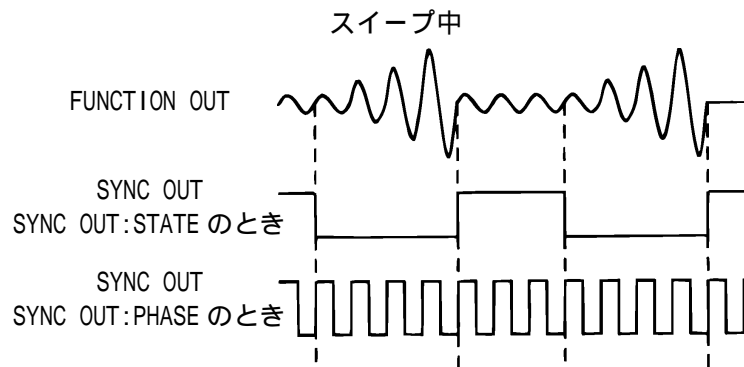 スイープ中
FUNCTION OUT
SYNC OUT
SYNC OUT:STATE のとき
SYNC OUT
SYNC OUT:PHASE のとき